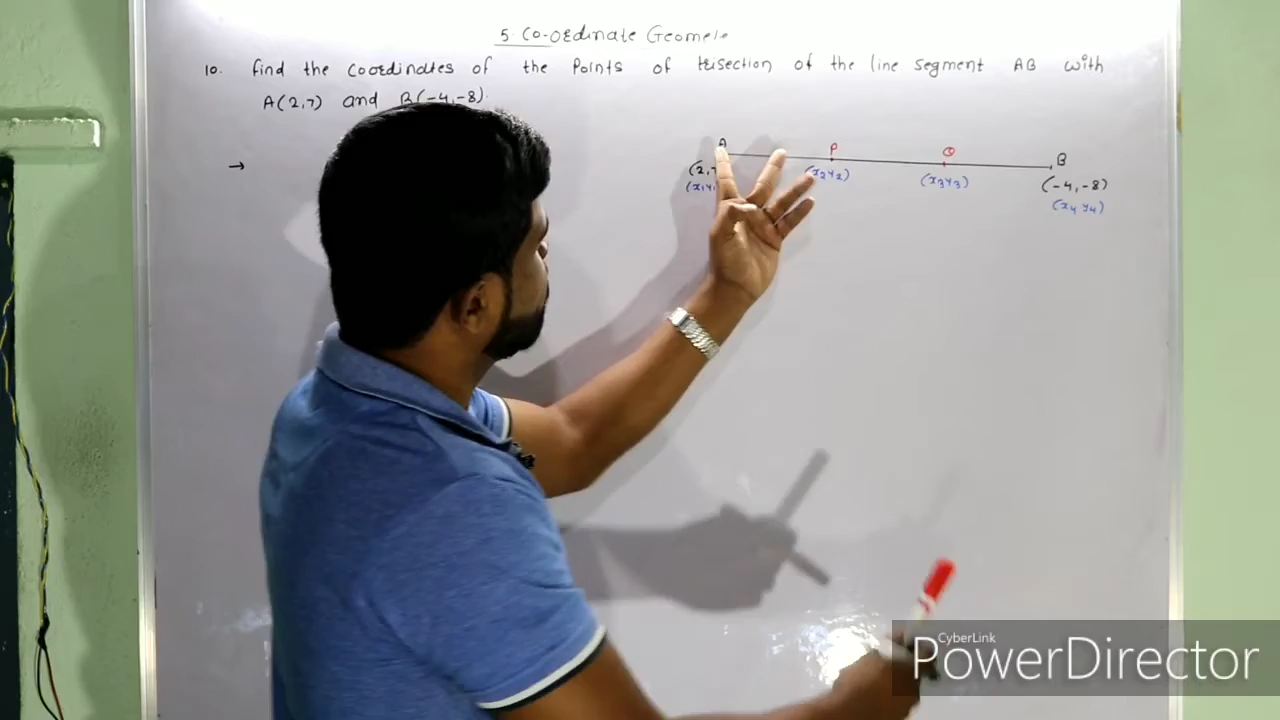 5. Co-ordinate Geome
10. find the coordinates of the Points of trisection of the line segment AB with
A(2,7) and B(-4,-8).
→ A P Q B
(2,7 (-4,-8)
(x1y1 (x2y2) (x3y3) (x4 y4)
CyberLink
PowerDirector